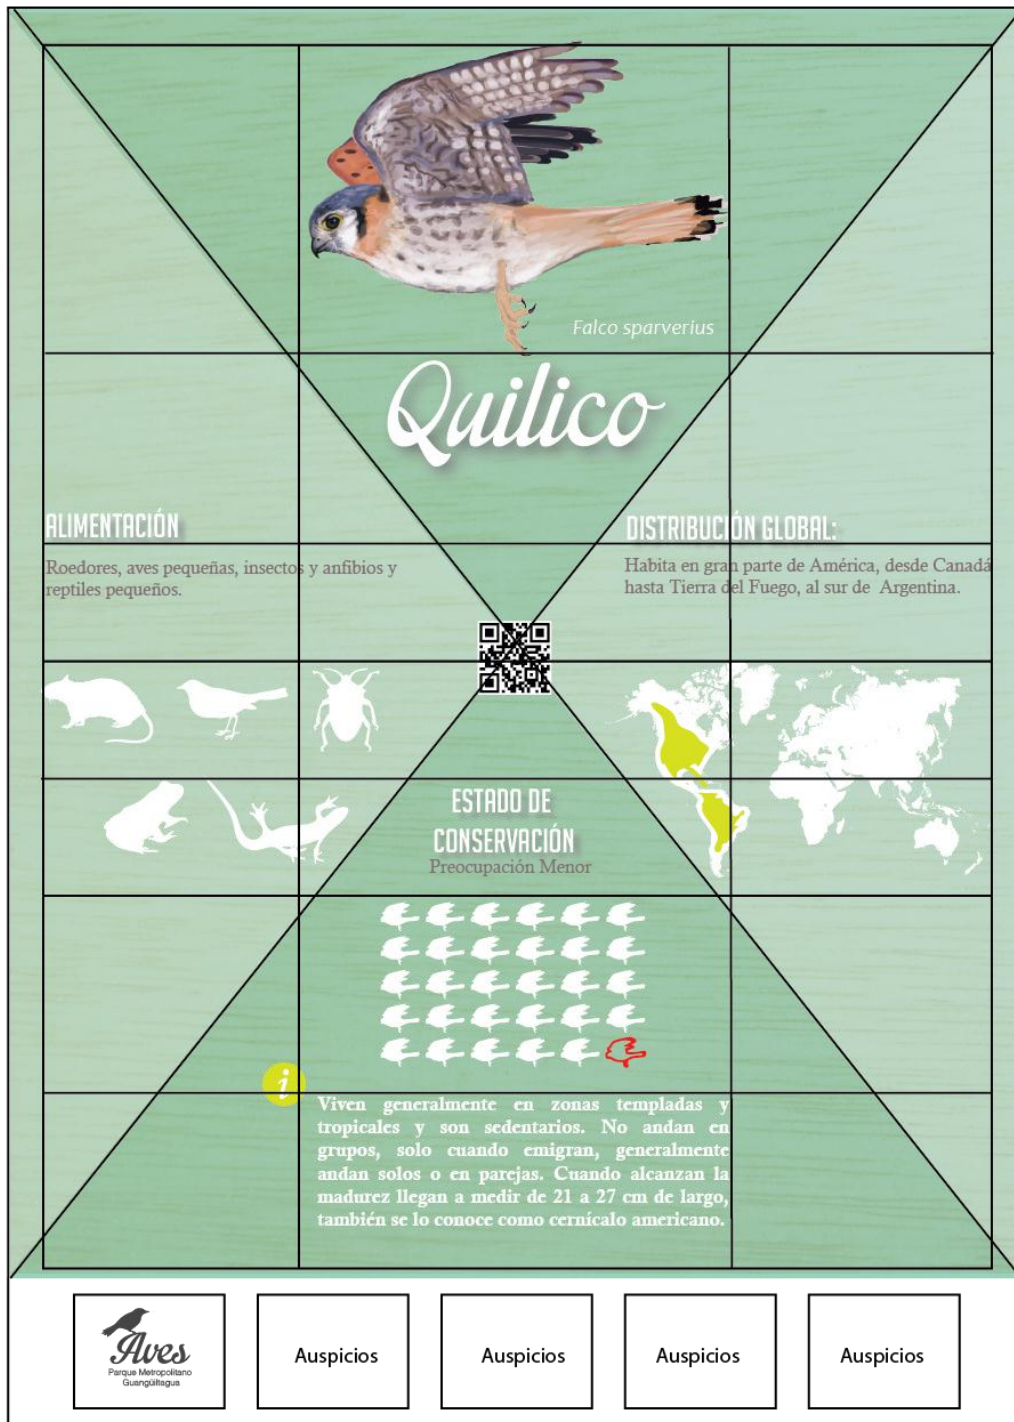 Falco sparverius
Quilico
ALIMENTACIÓN
Roedores, aves pequeñas, insectos y anfibios y
reptiles pequeños.
DISTRIBUCIÓN GLOBAL:
Habita en gran parte de América, desde Canadá
hasta Tierra del Fuego, al sur de Argentina.
ESTADO DE
CONSERVACIÓN
Preocupación Menor
i
Viven generalmente en zonas templadas y
tropicales y son sedentarios. No andan en
grupos, solo cuando emigran, generalmente
andan solos o en parejas. Cuando alcanzan la
madurez llegan a medir de 21 a 27 cm de largo,
también se lo conoce como cernícalo americano.
Aves
Parque Metropolitano
Guangüiltagua
Auspicios
Auspicios
Auspicios
Auspicios